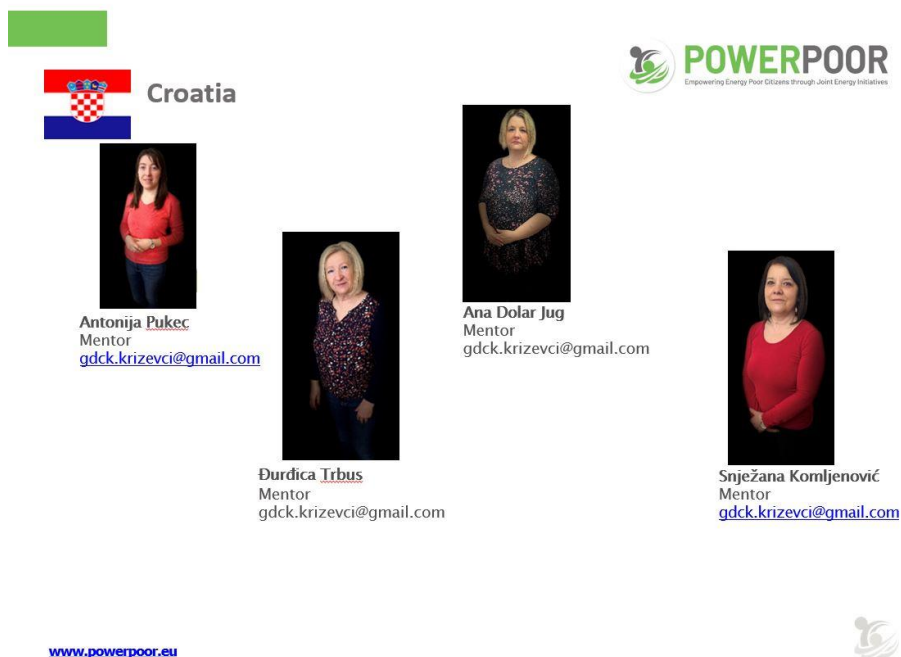 POWERPOOR
Empowering Energy Poor Citizens through Joint Energy Initiatives
Croatia
Antonija Pukec
Mentor
gdck.krizevci@gmail.com
Đurđica Trbus
Mentor
gdck.krizevci@gmail.com
Ana Dolar Jug
Mentor
gdck.krizevci@gmail.com
Snježana Komljenović
Mentor
gdck.krizevci@gmail.com
www.powerpoor.eu